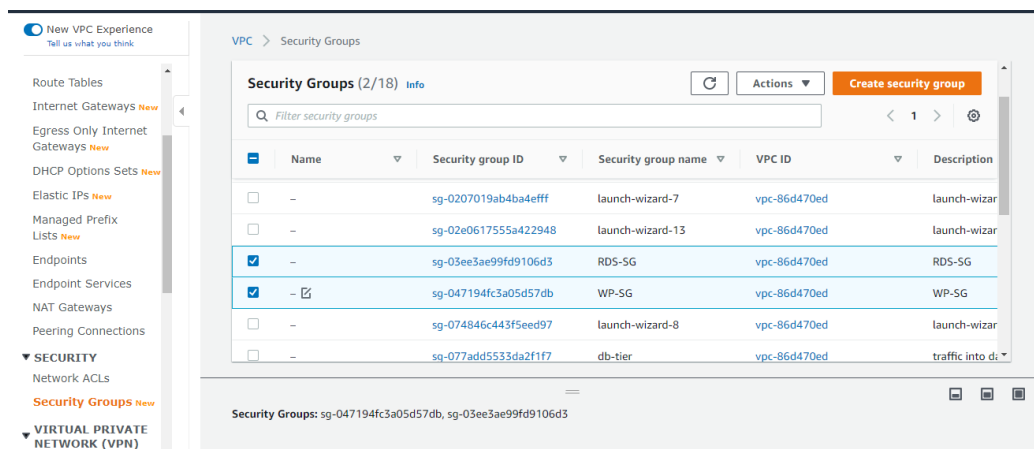 New VPC Experience
Tell us what you think
Route Tables
Internet Gateways New
Egress Only Internet
Gateways New
DHCP Options Sets New
Elastic IPs New
Managed Prefix
Lists New
Endpoints
Endpoint Services
NAT Gateways
Peering Connections
SECURITY
Network ACLs
Security Groups New
VIRTUAL PRIVATE
NETWORK (VPN)
VPC > Security Groups
Security Groups (2/18) Info
Actions
Create security group
Filter security groups
1
Name Security group ID Security group name VPC ID Description
– sg-0207019ab4ba4efff launch-wizard-7 vpc-86d470ed launch-wizar
– sg-02e0617555a422948 launch-wizard-13 vpc-86d470ed launch-wizar
– sg-03ee3ae99fd9106d3 RDS-SG vpc-86d470ed RDS-SG
– sg-047194fc3a05d57db WP-SG vpc-86d470ed WP-SG
– sg-074846c443f5eed97 launch-wizard-8 vpc-86d470ed launch-wizar
– sg-077add5533da2f1f7 db-tier vpc-86d470ed traffic into da
Security Groups: sg-047194fc3a05d57db, sg-03ee3ae99fd9106d3